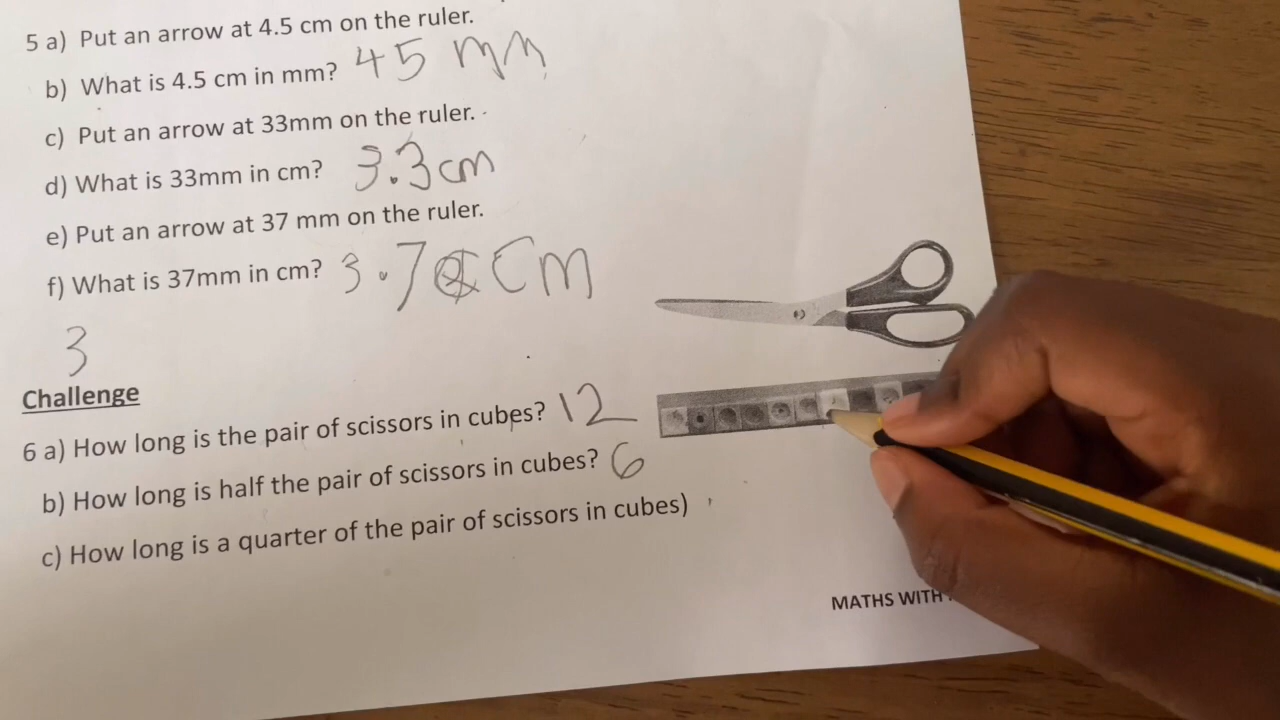 5 a) Put an arrow at 4.5 cm on the ruler.
b) What is 4.5 cm in mm? 45 mm
c) Put an arrow at 33mm on the ruler.
d) What is 33mm in cm? 3.3cm
e) Put an arrow at 37 mm on the ruler.
f) What is 37mm in cm? 3.7 cm
3
Challenge
6 a) How long is the pair of scissors in cubes? 12
b) How long is half the pair of scissors in cubes? 6
c) How long is a quarter of the pair of scissors in cubes)
MATHS WITH